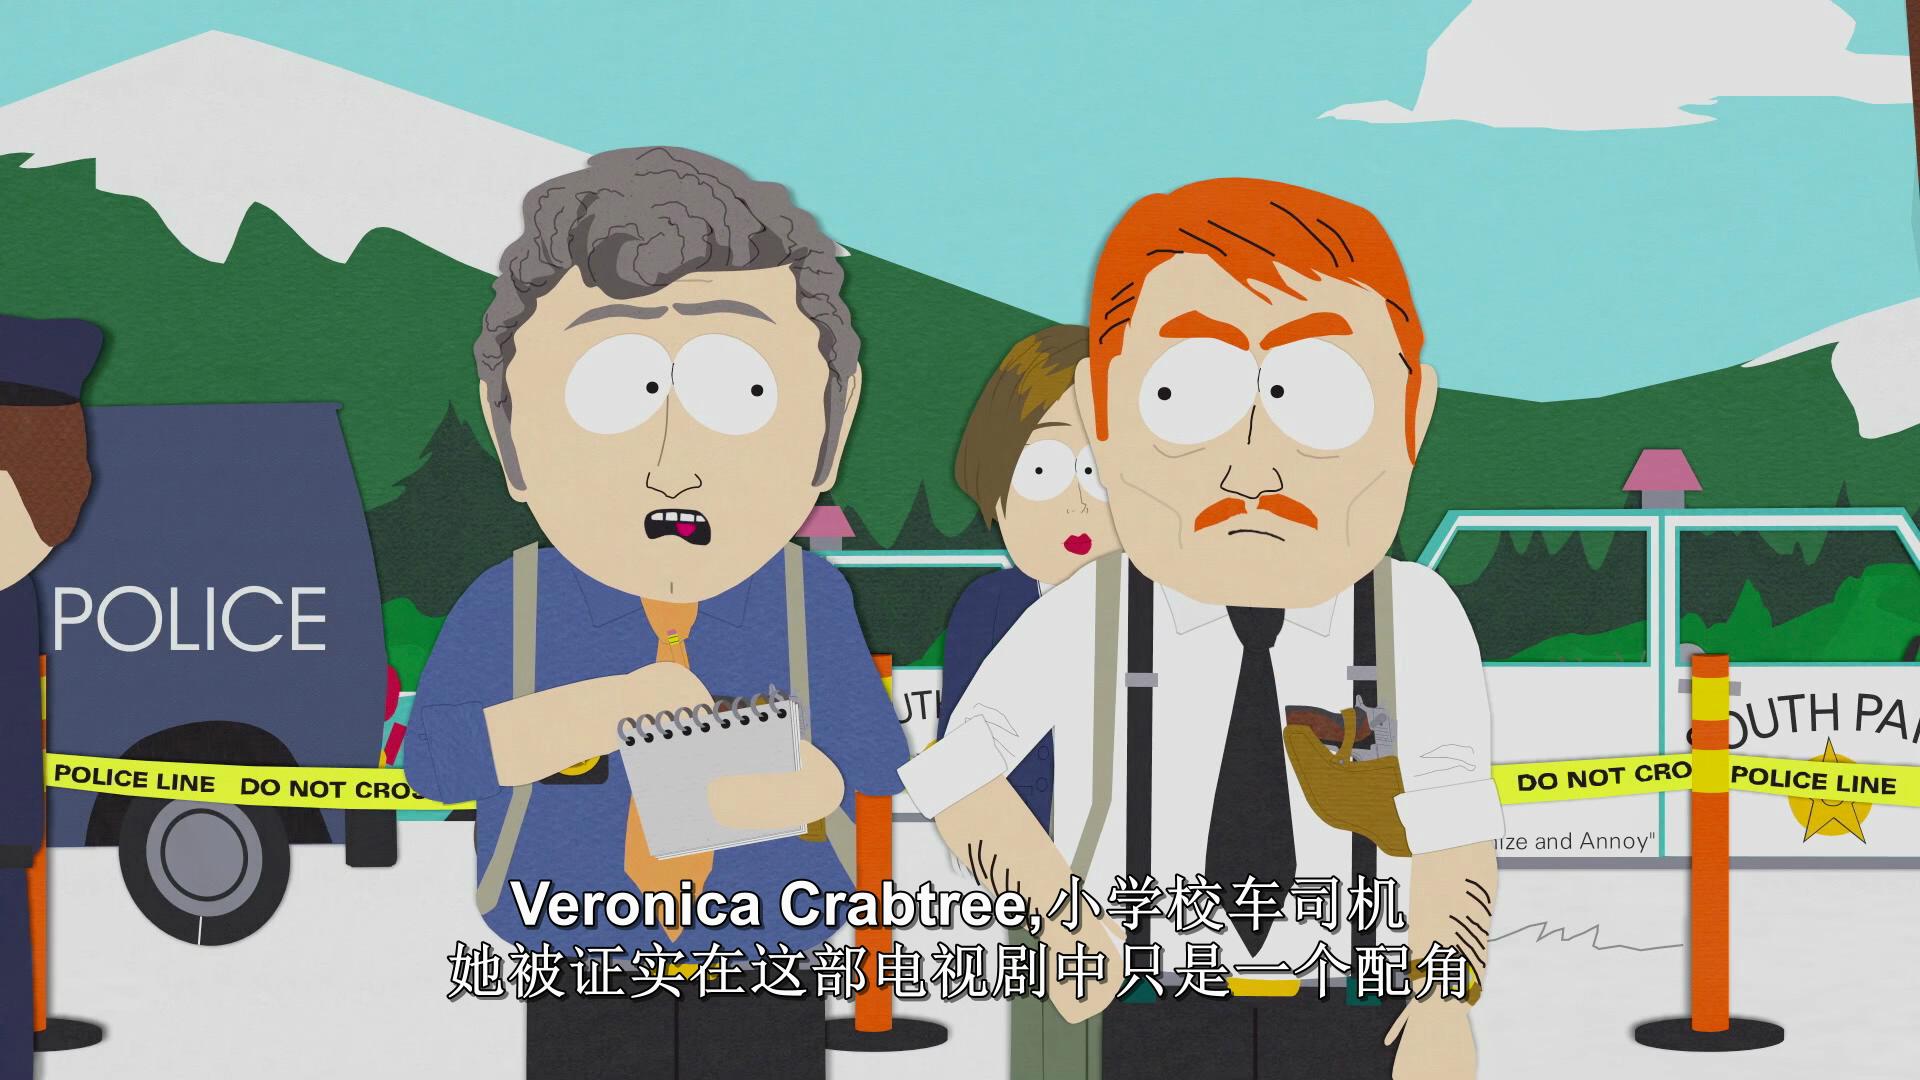 POLICE
POLICE LINE DO NOT CROS
UTH
OUTH PA
DO NOT CRO
POLICE LINE
ize and Annoy"
Veronica Crabtree,小学校车司机
她被证实在这部电视剧中只是一个配角